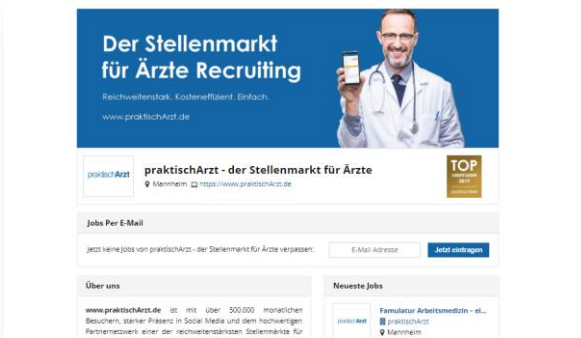 Der Stellenmarkt
für Ärzte Recruiting
Reichweitenstark. Kosteneffizient. Einfach.
www.praktischArzt.de
praktischArzt
praktischArzt - der Stellenmarkt für Ärzte
Mannheim https://www.praktischArzt.de
TOP
2019
Jobs Per E-Mail
Jetzt keine Jobs von praktischArzt - der Stellenmarkt für Ärzte verpassen:
E-Mail Adresse
Jetzt eintragen
Über uns
www.praktischArzt.de ist mit über 500.000 monatlichen
Besuchern, starker Präsenz in Social Media und dem hochwertigen
Partnernetzwerk einer der reichweitenstärksten Stellenmärkte für
Neueste Jobs
praktischArzt
Famulatur Arbeitsmedizin – ei...
praktischArzt
Mannheim